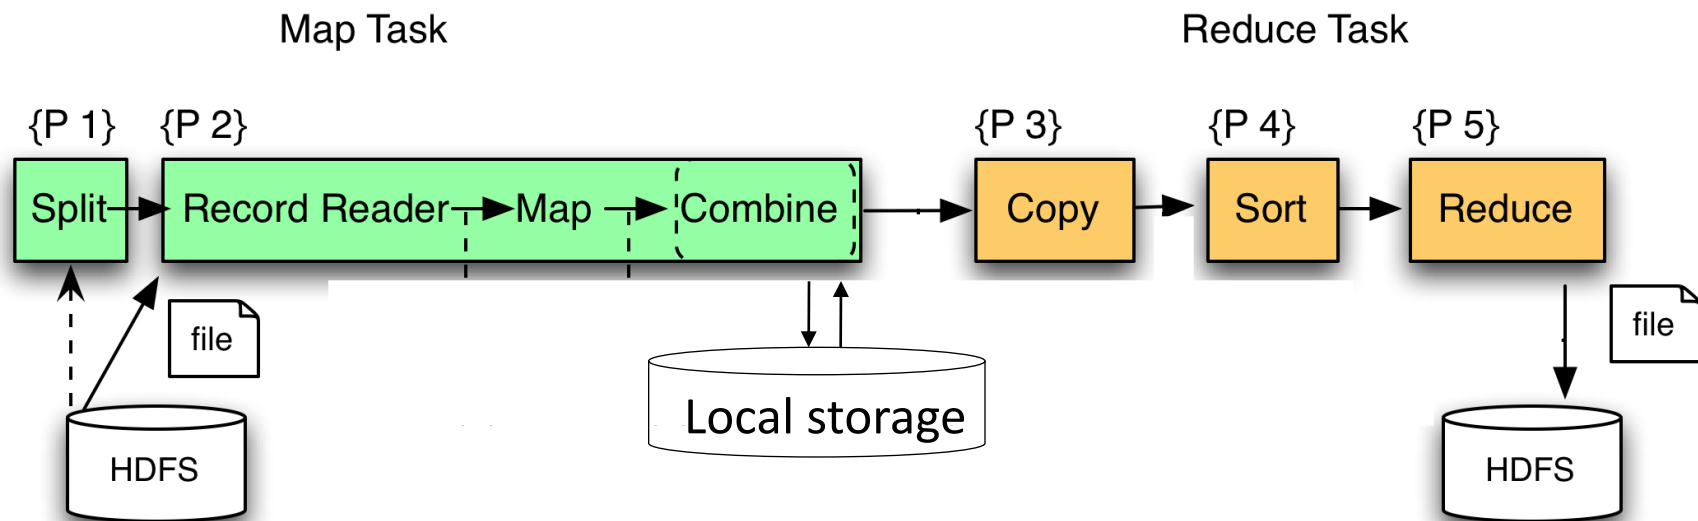 Map Task
Reduce Task
{P 1}
{P 2}
{P 3}
{P 4}
{P 5}
Split
Record Reader
Map
Combine
Copy
Sort
Reduce
file
file
Local storage
HDFS
HDFS